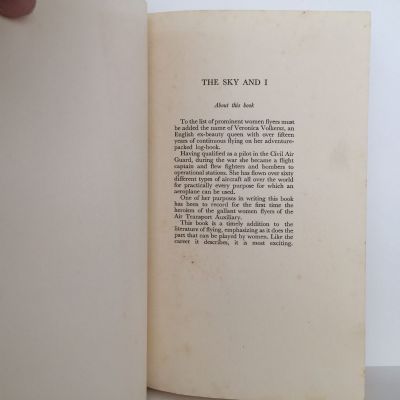 THE SKY AND I
About this book
To the list of prominent women flyers must
be added the name of Veronica Volkersz, an
English ex-beauty queen with over fifteen
years of continuous flying on her adventure-
packed log-book.
Having qualified as a pilot in the Civil Air
Guard, during the war she became a flight
captain and flew fighters and bombers to
operational stations. She has flown over sixty
different types of aircraft all over the world
for practically every purpose for which an
aeroplane can be used.
One of her purposes in writing this book
has been to record for the first time the
heroism of the gallant women flyers of the
Air Transport Auxiliary.
This book is a timely addition to the
literature of flying, emphasizing as it does the
part that can be played by women. Like the
career it describes, it is most exciting.